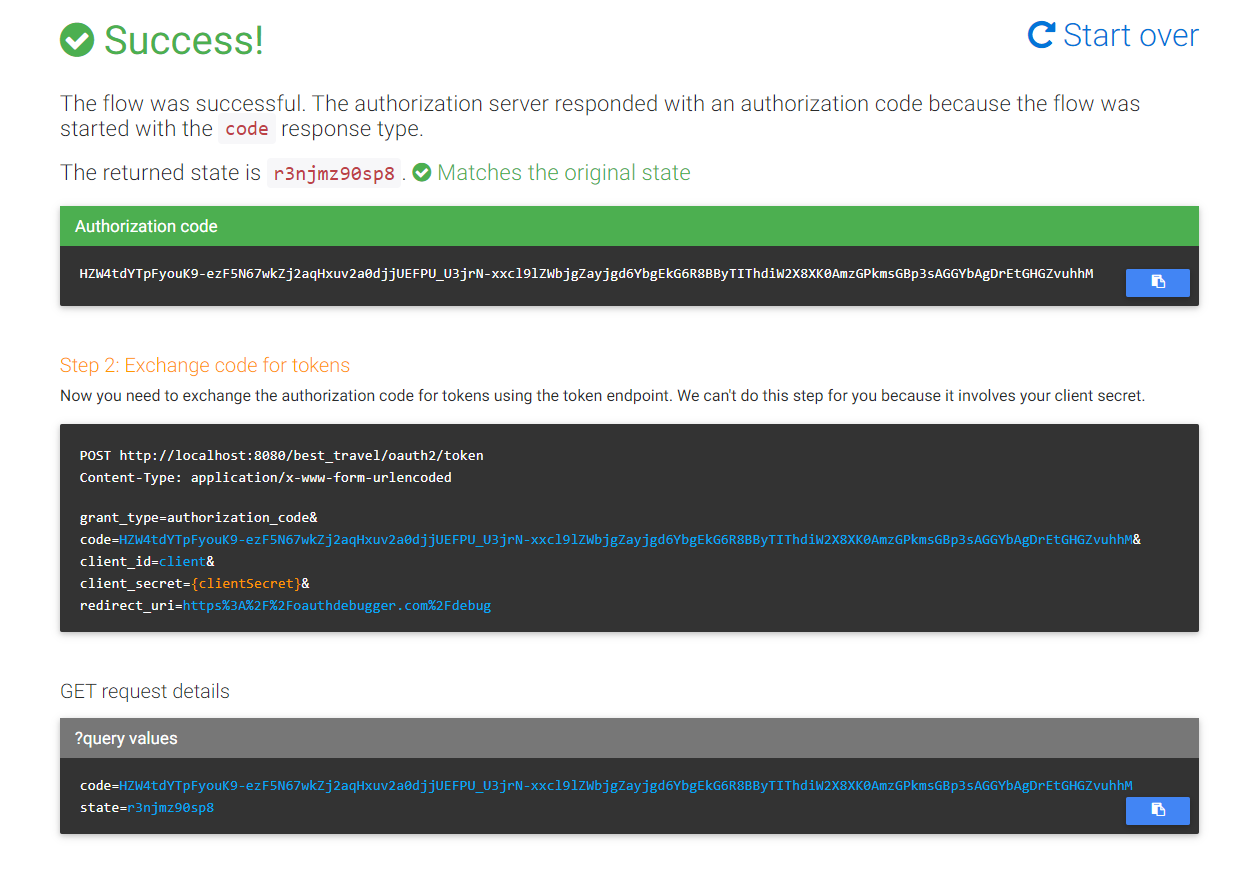 Success!
Start over
The flow was successful. The authorization server responded with an authorization code because the flow was
started with the code response type.
The returned state is r3njmz90sp8 . Matches the original state
Authorization code
HZW4tdYTpFyouK9-ezF5N67wkZj2aqHxuv2a0djjUEFPU_U3jrN-xxcl9lZWbjgZayjgd6YbgEkG6R8BByTIThdiW2X8XK0AmzGPkmsGBp3sAGGYbAgDrEtGHGZvuhhM
Step 2: Exchange code for tokens
Now you need to exchange the authorization code for tokens using the token endpoint. We can't do this step for you because it involves your client secret.
POST http://localhost:8080/best_travel/oauth2/token
Content-Type: application/x-www-form-urlencoded
grant_type=authorization_code&
code=HZW4tdYTpFyouK9-ezF5N67wkZj2aqHxuv2a0djjUEFPU_U3jrN-xxcl9lZWbjgZayjgd6YbgEkG6R8BByTIThdiW2X8XK0AmzGPkmsGBp3sAGGYbAgDrEtGHGZvuhhM&
client_id=client&
client_secret={clientSecret}&
redirect_uri=https%3A%2F%2Foauthdebugger.com%2Fdebug
GET request details
?query values
code=HZW4tdYTpFyouK9-ezF5N67wkZj2aqHxuv2a0djjUEFPU_U3jrN-xxcl9lZWbjgZayjgd6YbgEkG6R8BByTIThdiW2X8XK0AmzGPkmsGBp3sAGGYbAgDrEtGHGZvuhhM
state=r3njmz90sp8